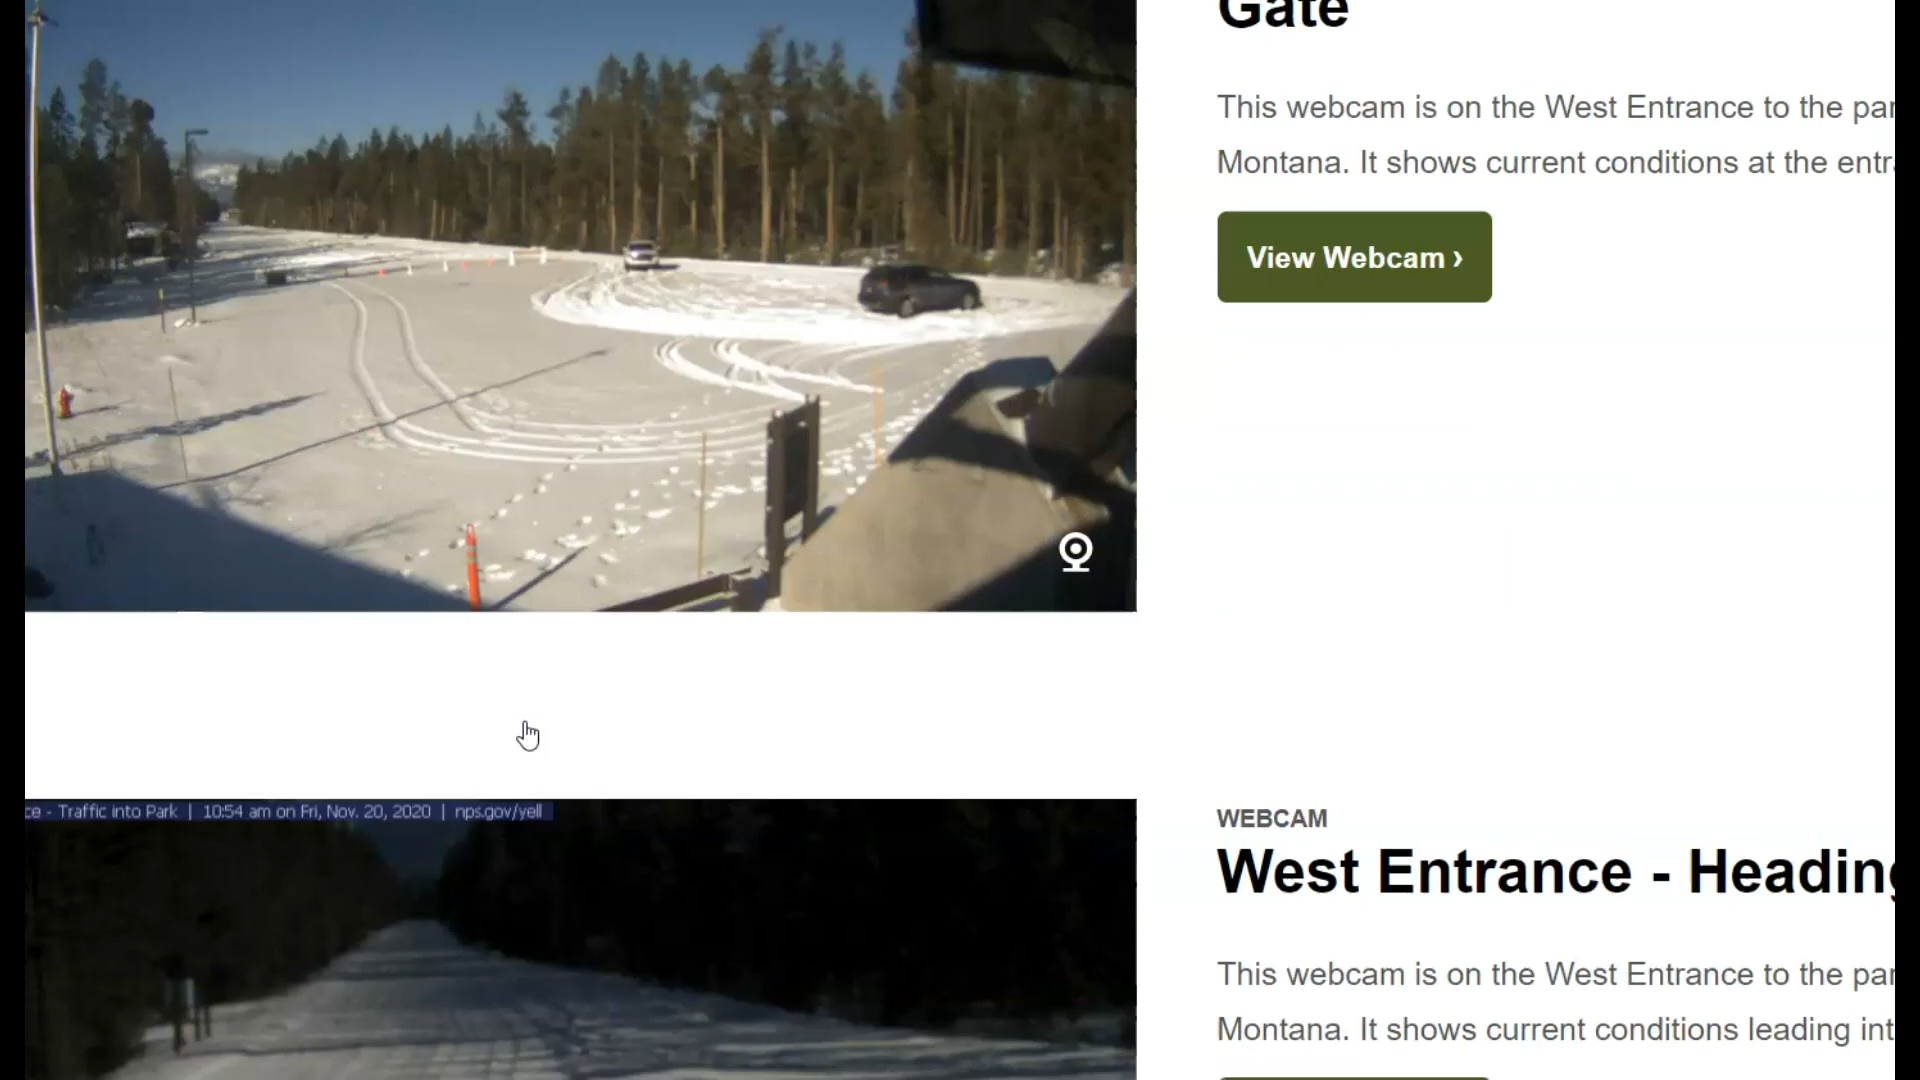 Gate
This webcam is on the West Entrance to the par
Montana. It shows current conditions at the entr
View Webcam ›
ce - Traffic into Park | 10:54 am on Fri, Nov. 20, 2020 | nps.gov/yell
WEBCAM
West Entrance - Heading
This webcam is on the West Entrance to the par
Montana. It shows current conditions leading int